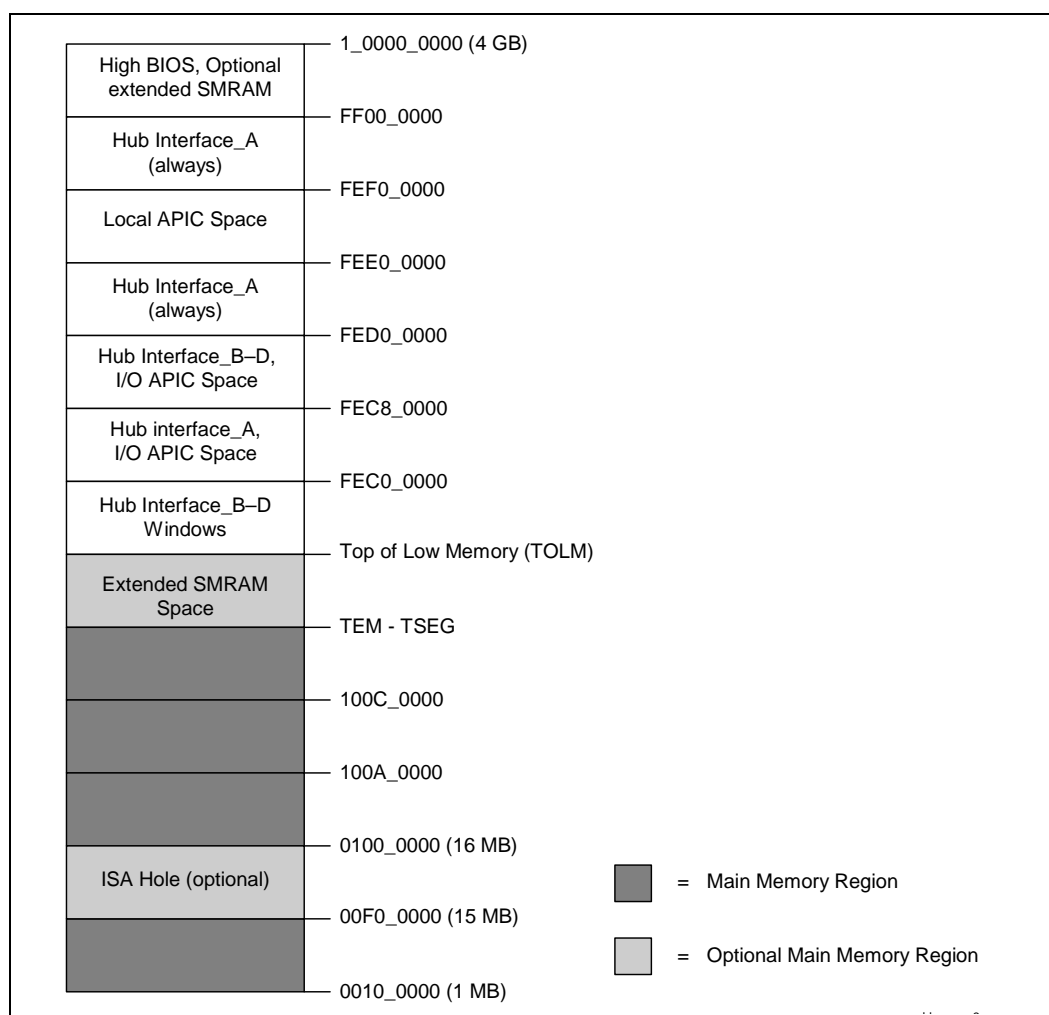 1_0000_0000 (4 GB)
High BIOS, Optional
extended SMRAM
FF00_0000
Hub Interface_A
(always)
FEF0_0000
Local APIC Space
FEE0_0000
Hub Interface_A
(always)
FED0_0000
Hub Interface_B–D,
I/O APIC Space
FEC8_0000
Hub interface_A,
I/O APIC Space
FEC0_0000
Hub Interface_B–D
Windows
Top of Low Memory (TOLM)
Extended SMRAM
Space
TEM - TSEG
100C_0000
100A_0000
0100_0000 (16 MB)
ISA Hole (optional)
00F0_0000 (15 MB)
0010_0000 (1 MB)
= Main Memory Region
= Optional Main Memory Region